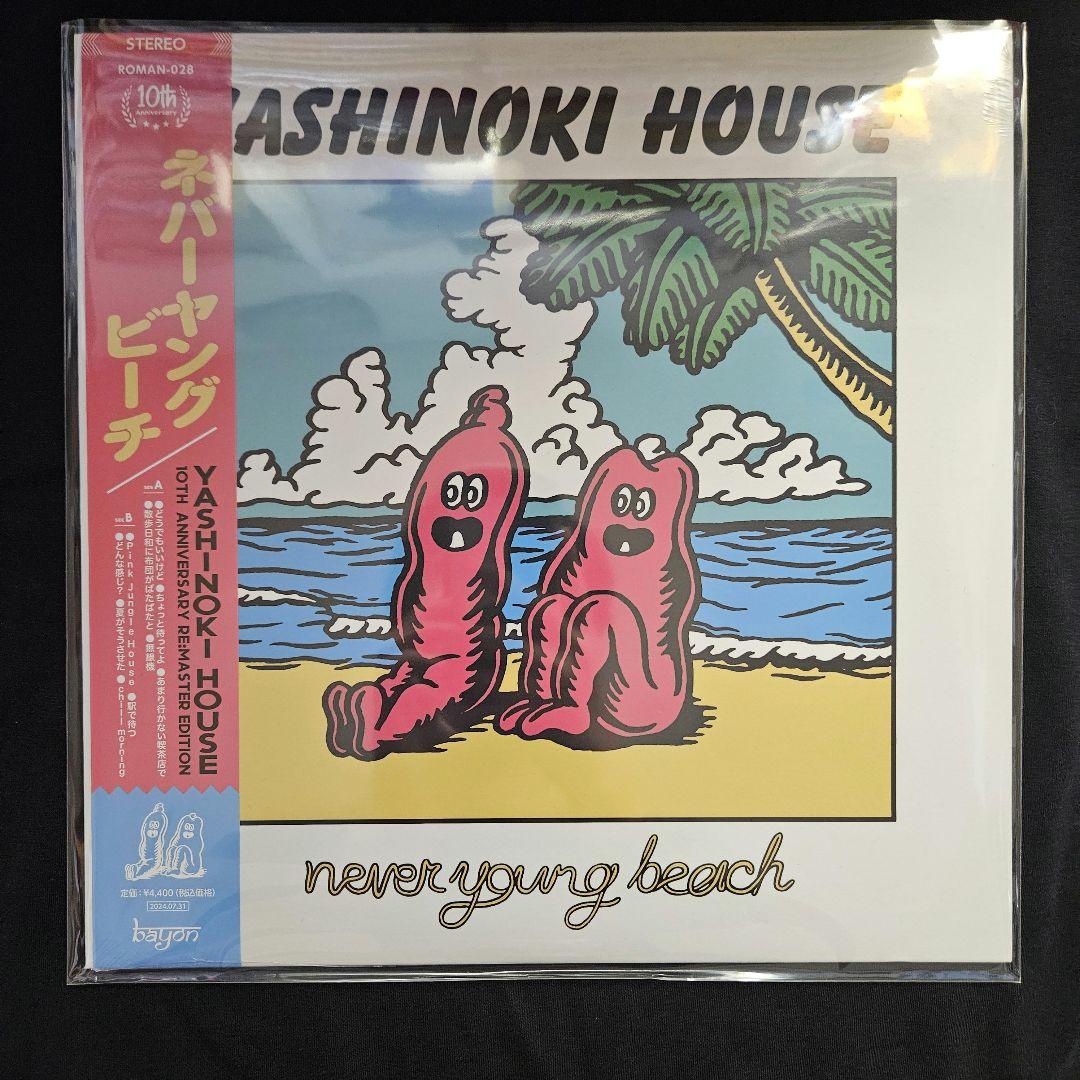 STEREO
ROMAN-028
10th
Anniversary
ネバーヤング
ビーチ
YASHINOKI HOUSE
10TH ANNIVERSARY RE:MASTER EDITION
SIDE A
●どうでもいいけど ●ちょっと待ってよ ●あまり行かない喫茶店で
●散歩日和に布団がぱたぱたと ●無線機
SIDE B
●Pink Jungle House ●駅で待つ
●どんな感じ? ●夏がそうさせた ●chill morning
定価:¥4,400(税込価格)
2024.07.31
bayon
YASHINOKI HOUSE
never young beach